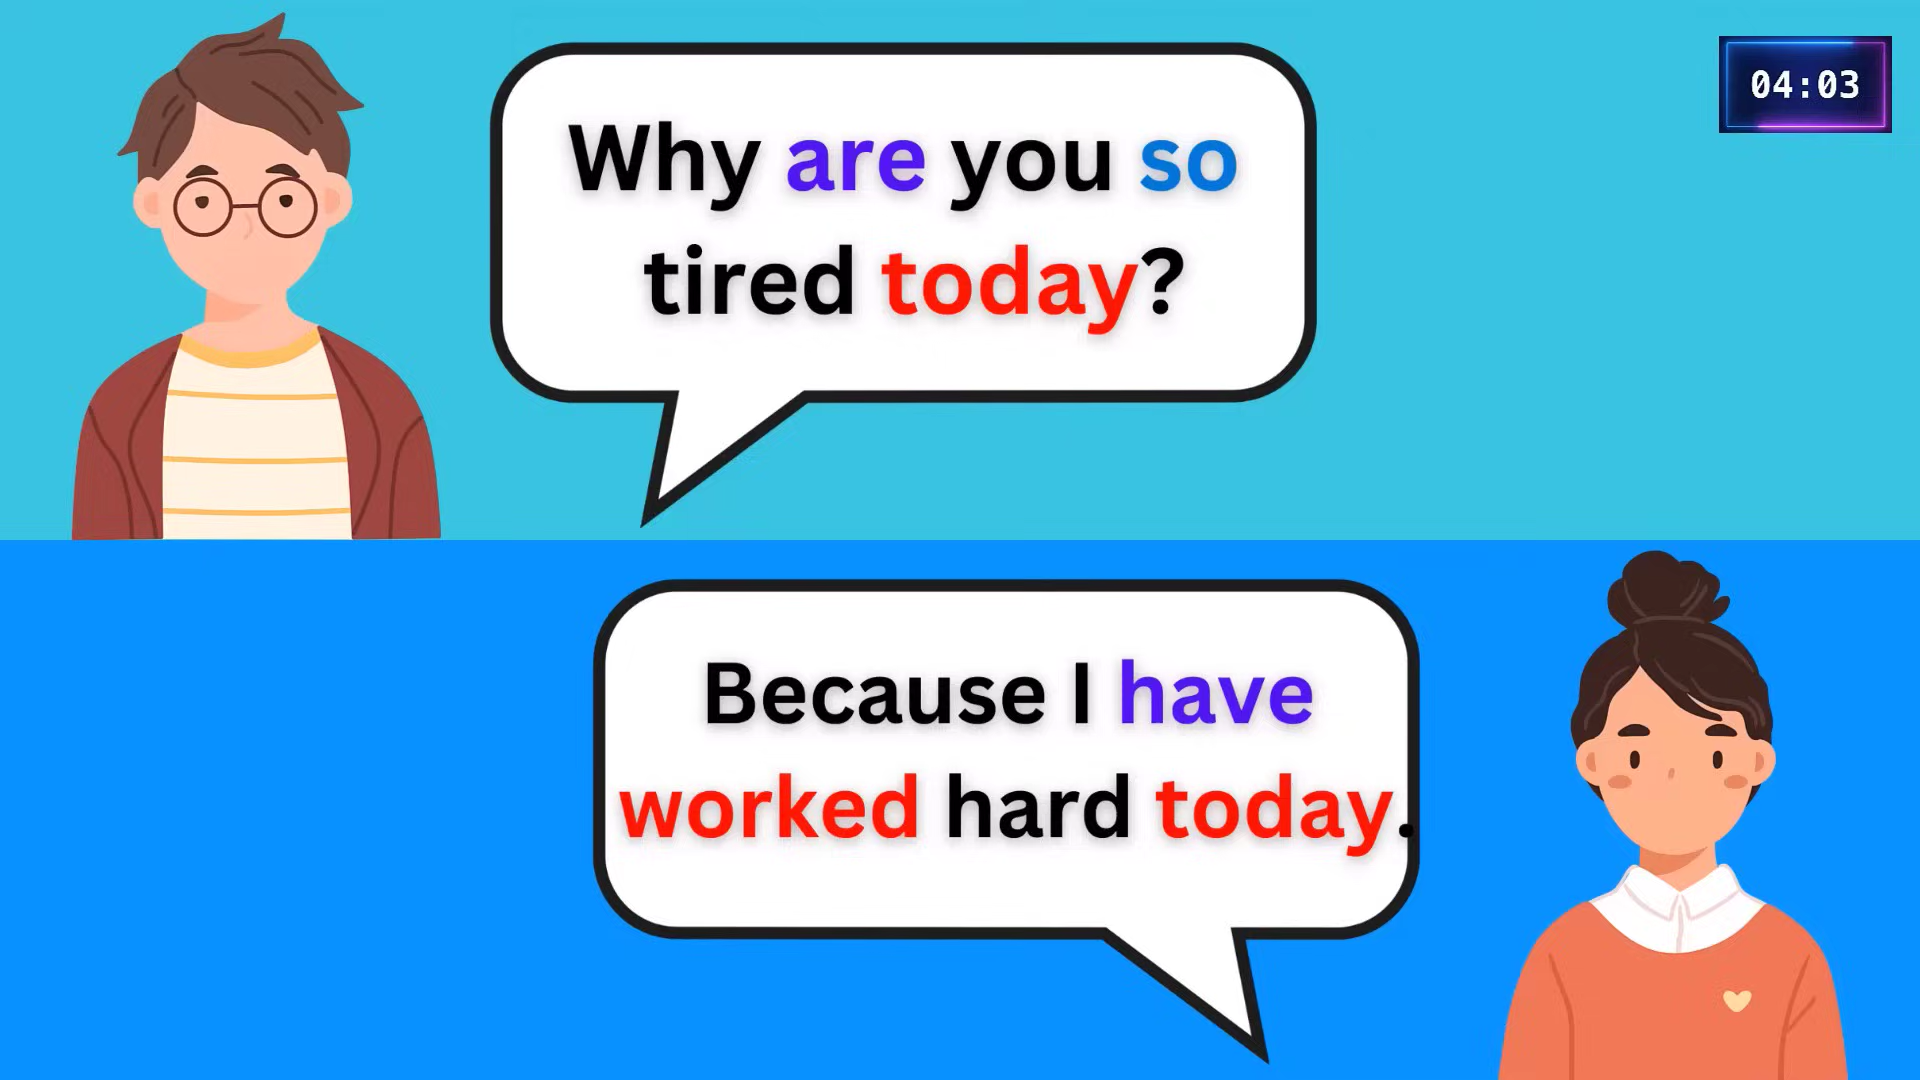 Why are you so
tired today?
04:03
Because I have
worked hard today.